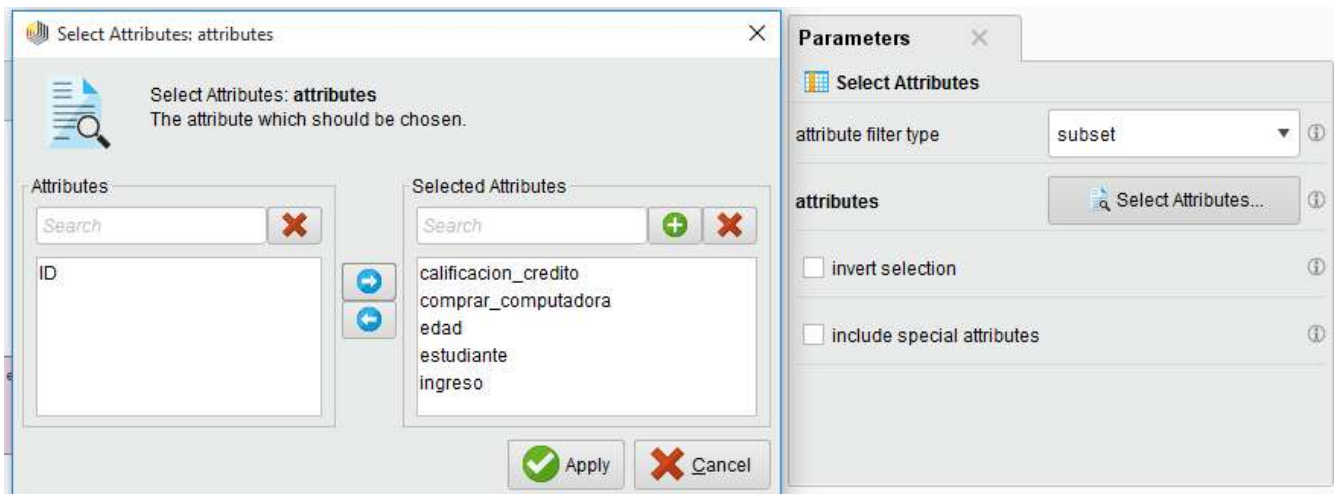 Select Attributes: attributes
Select Attributes: attributes
The attribute which should be chosen.
Attributes
Search
ID
Selected Attributes
Search
calificacion_credito
comprar_computadora
edad
estudiante
ingreso
Apply
Cancel
Parameters
Select Attributes
attribute filter type
subset
attributes
Select Attributes...
invert selection
include special attributes